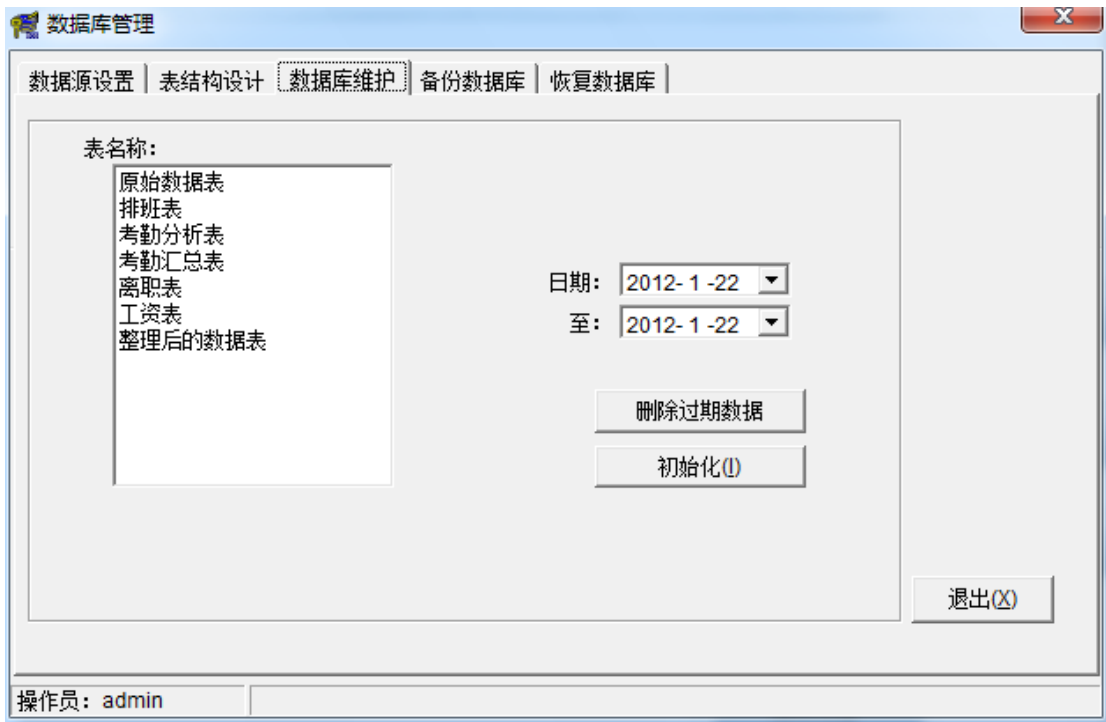 数据库管理
数据源设置 表结构设计 数据库维护 备份数据库 恢复数据库
表名称：
原始数据表
排班表
考勤分析表
考勤汇总表
离职表
工资表
整理后的数据表
日期： 2012- 1 -22
至： 2012- 1 -22
删除过期数据
初始化(I)
退出(X)
操作员：admin